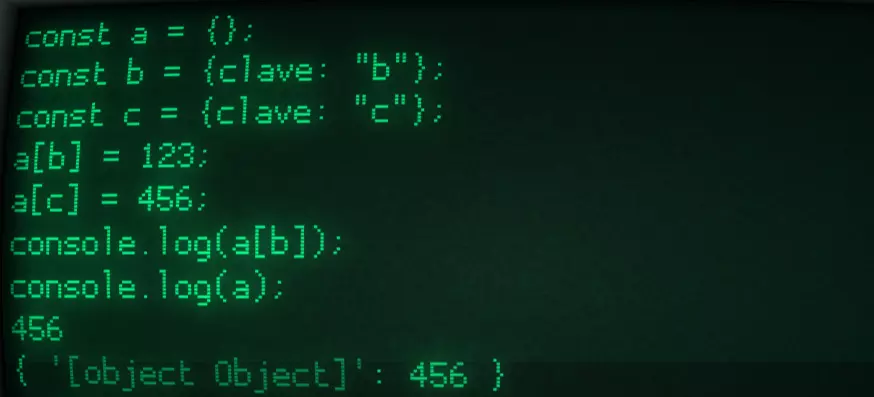 const a = {};
const b = {clave: "b"};
const c = {clave: "c"};
a[b] = 123;
a[c] = 456;
console.log(a[b]);
console.log(a);
456
{ '[object Object]': 456 }